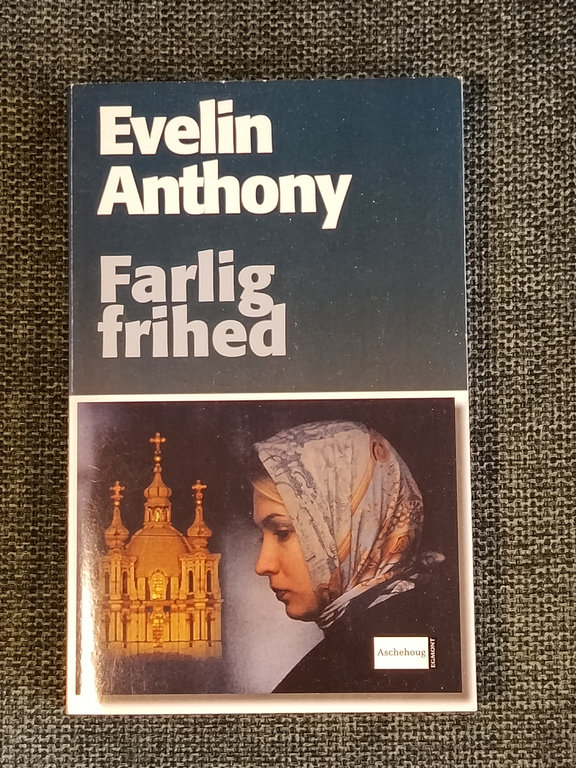 Evelin
Anthony
Farlig
frihed
Aschehoug
EGMONT